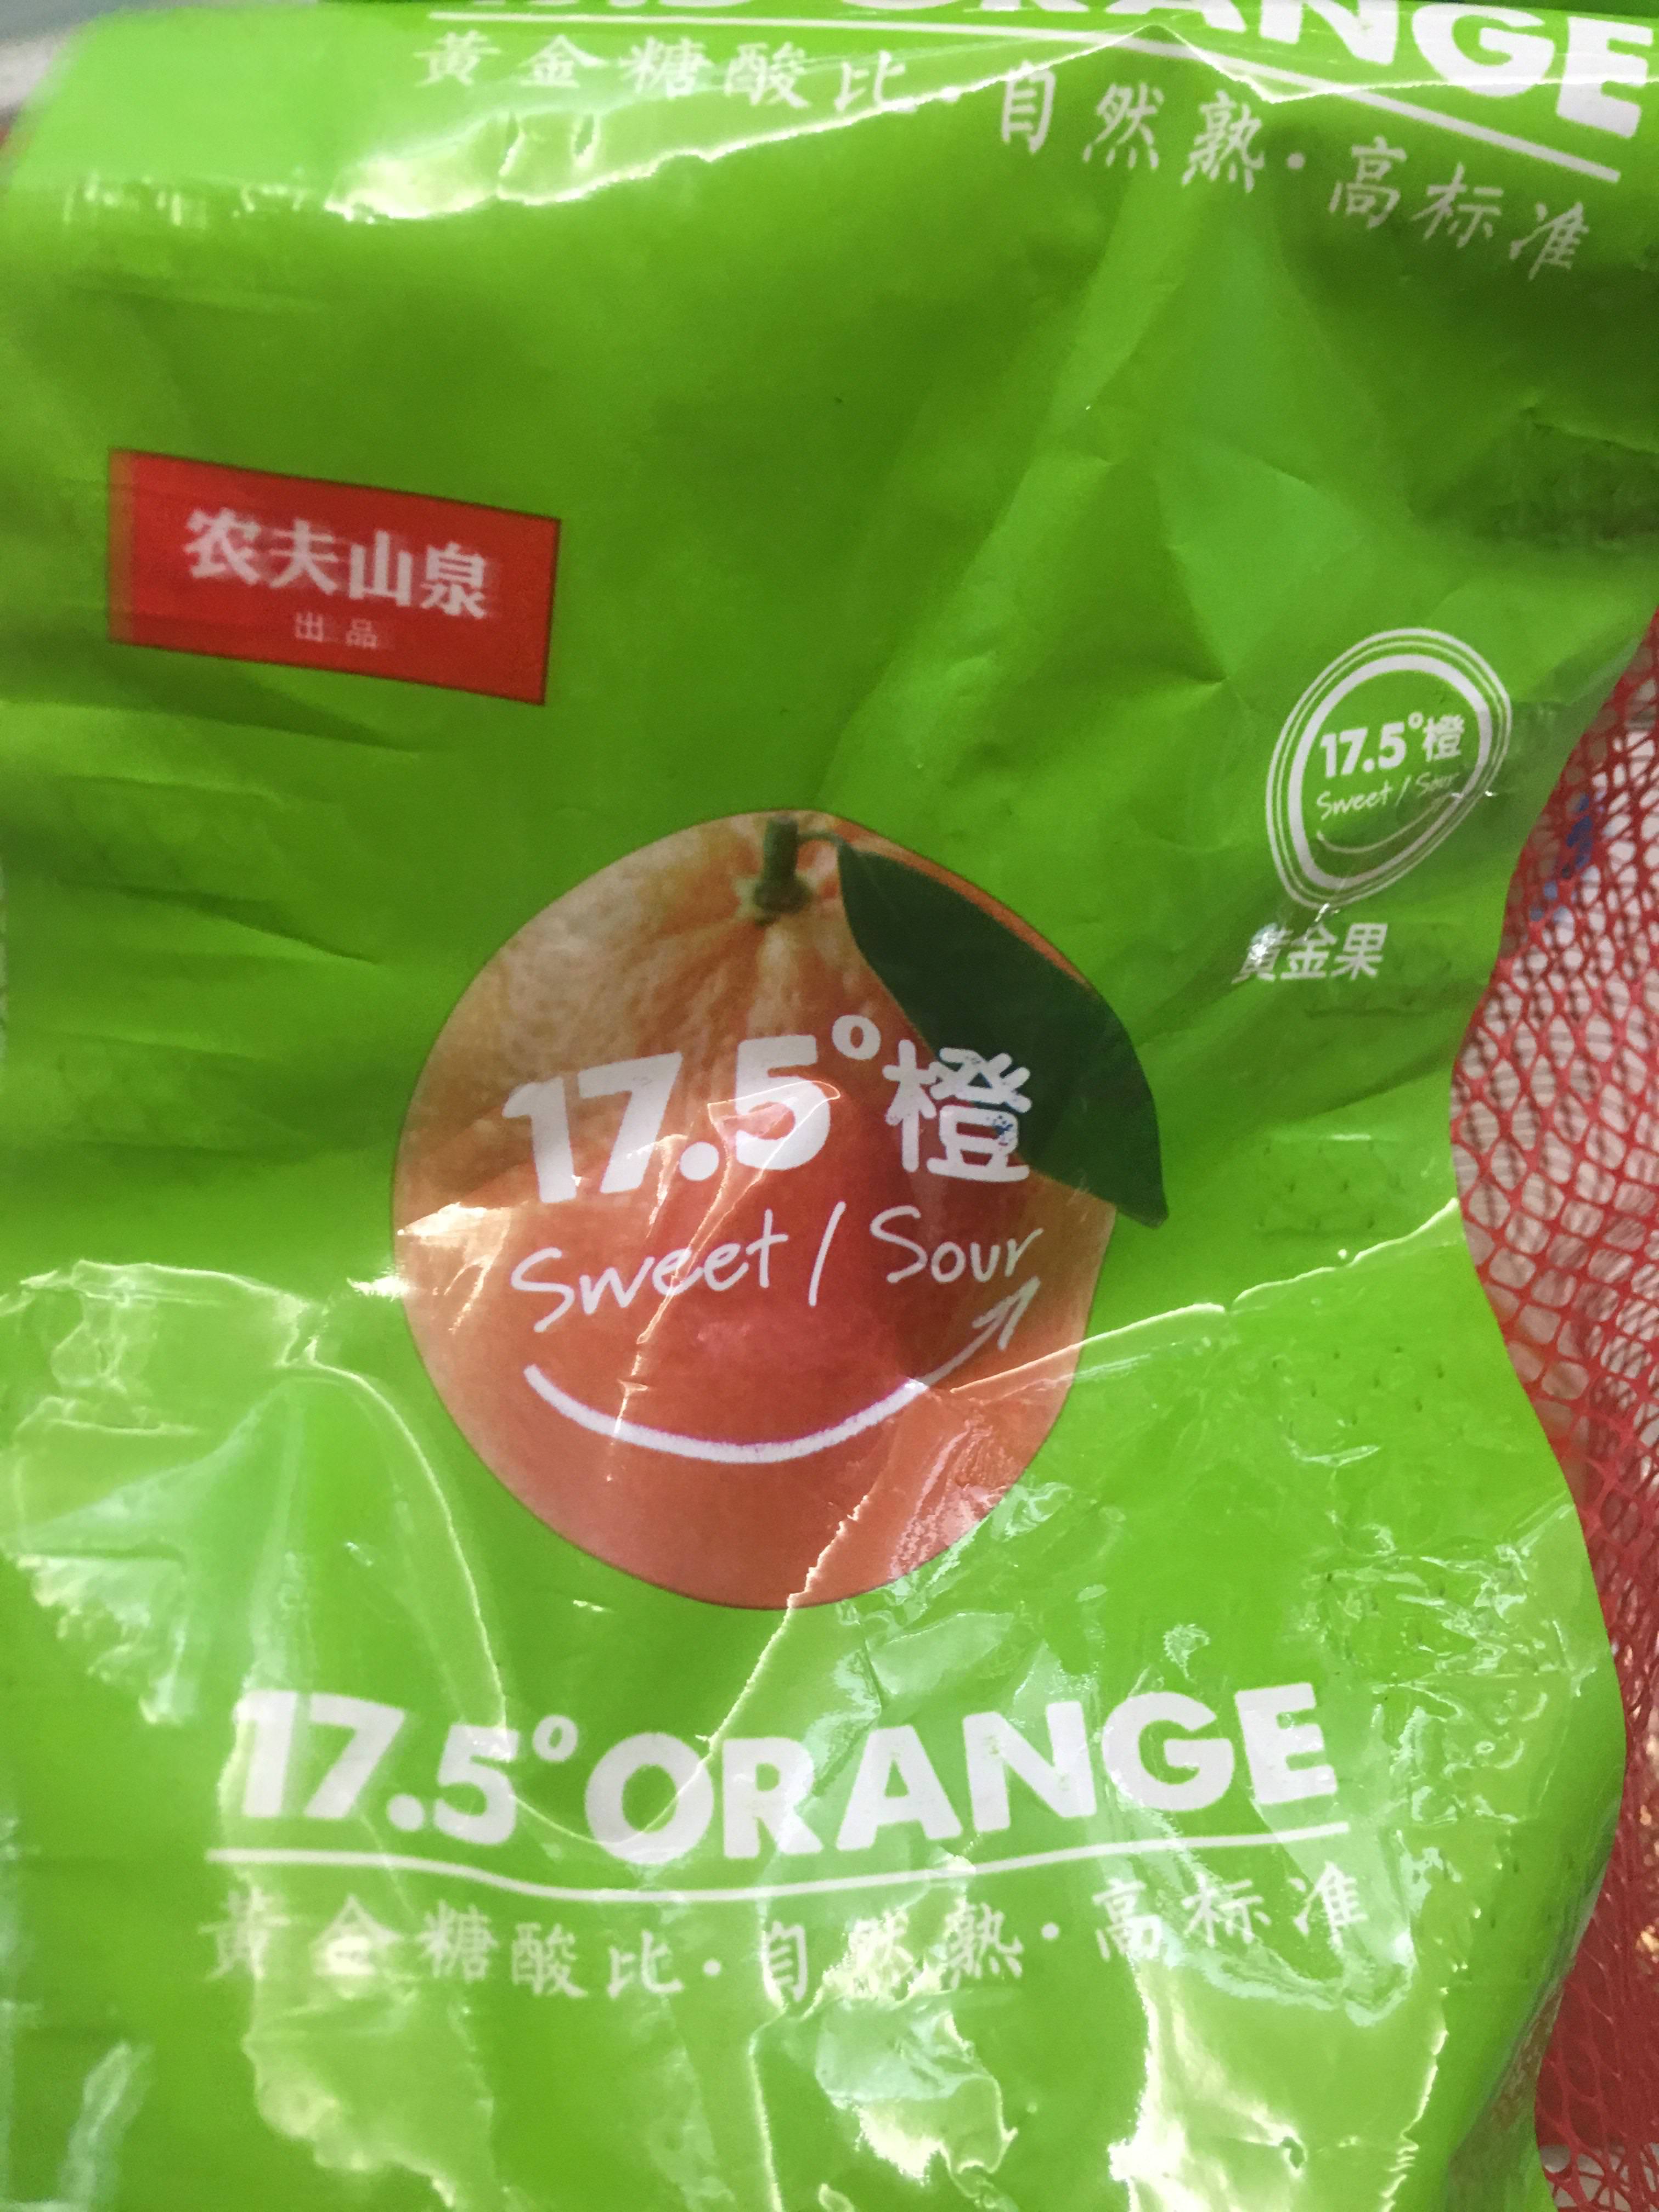 ORANGE
黄金糖酸比·自然熟·高标准
农夫山泉
出品
17.5°橙
Sweet/Sour
黄金果
17.5°橙
Sweet/Sour
17.5°ORANGE
黄金糖酸比·自然熟·高标准